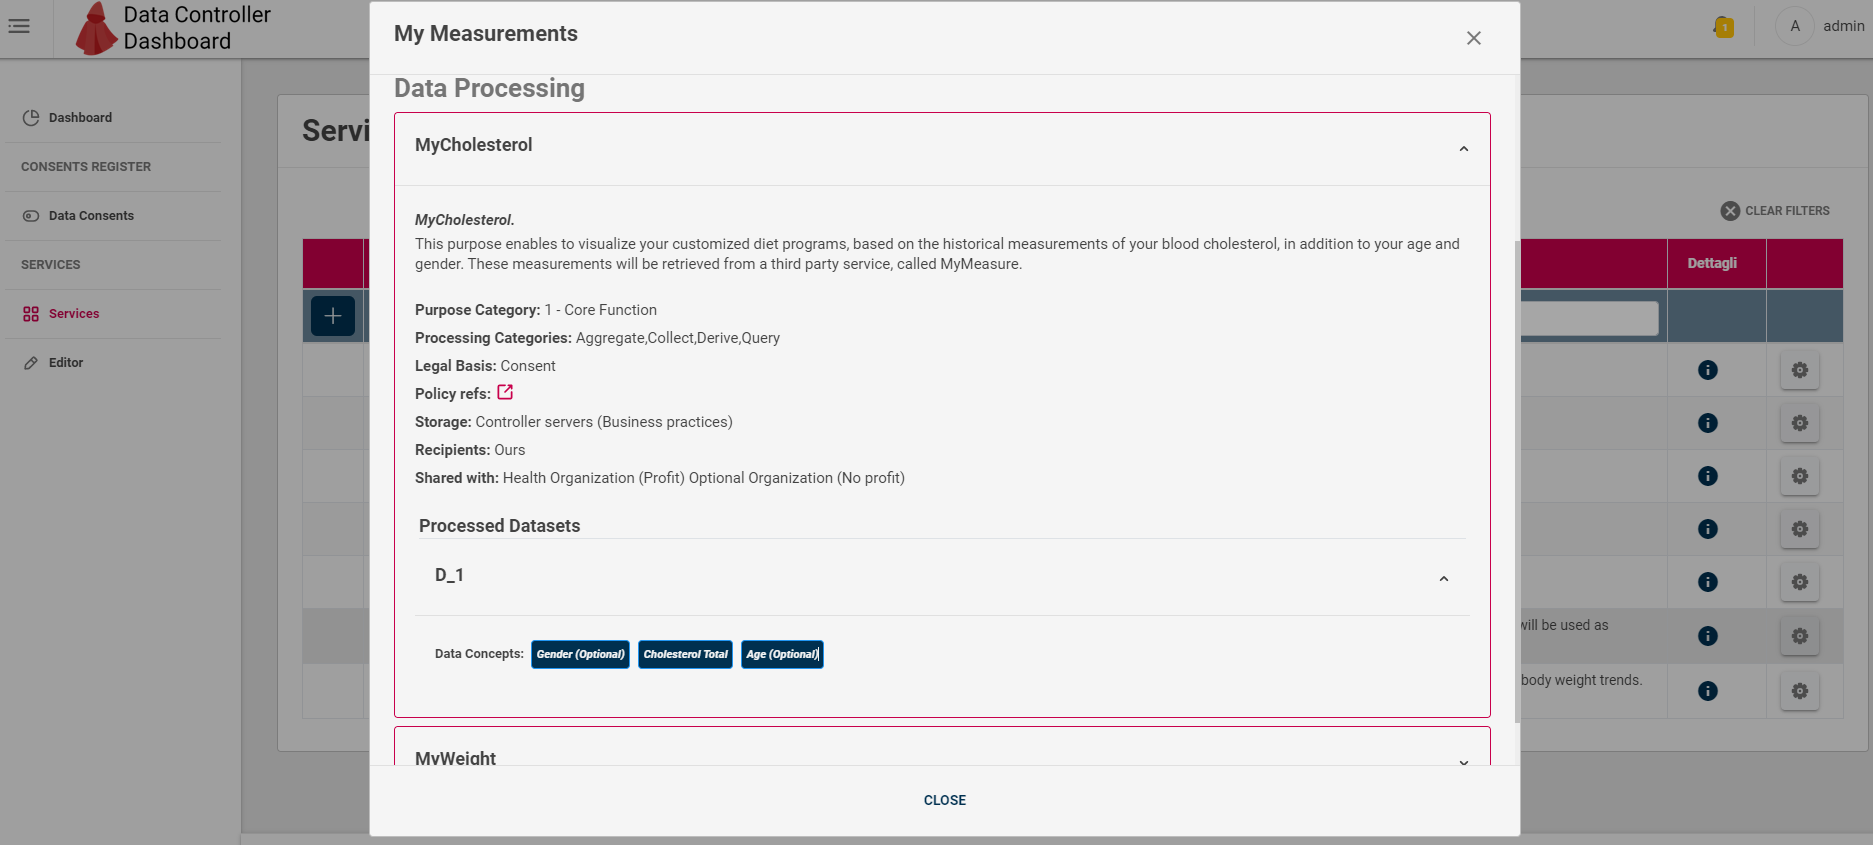 Data Controller
Dashboard
My Measurements
1
A
admin
Dashboard
CONSENTS REGISTER
Data Consents
SERVICES
Services
Editor
Servi
CLEAR FILTERS
Dettagli
will be used as
body weight trends.
Data Processing
MyCholesterol
MyCholesterol.
This purpose enables to visualize your customized diet programs, based on the historical measurements of your blood cholesterol, in addition to your age and
gender. These measurements will be retrieved from a third party service, called MyMeasure.
Purpose Category: 1 - Core Function
Processing Categories: Aggregate,Collect,Derive,Query
Legal Basis: Consent
Policy refs:
Storage: Controller servers (Business practices)
Recipients: Ours
Shared with: Health Organization (Profit) Optional Organization (No profit)
Processed Datasets
D_1
Data Concepts: Gender (Optional) Cholesterol Total Age (Optional)
MyWeight
CLOSE